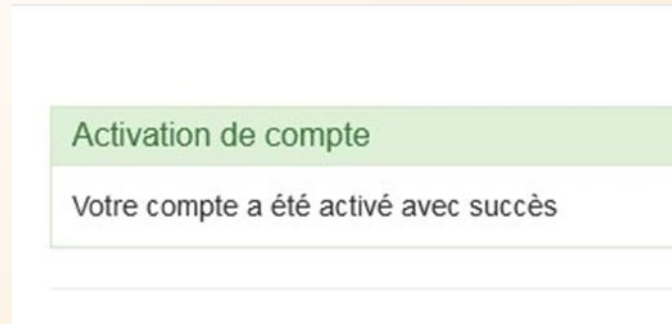 Activation de compte
Votre compte a été activé avec succès